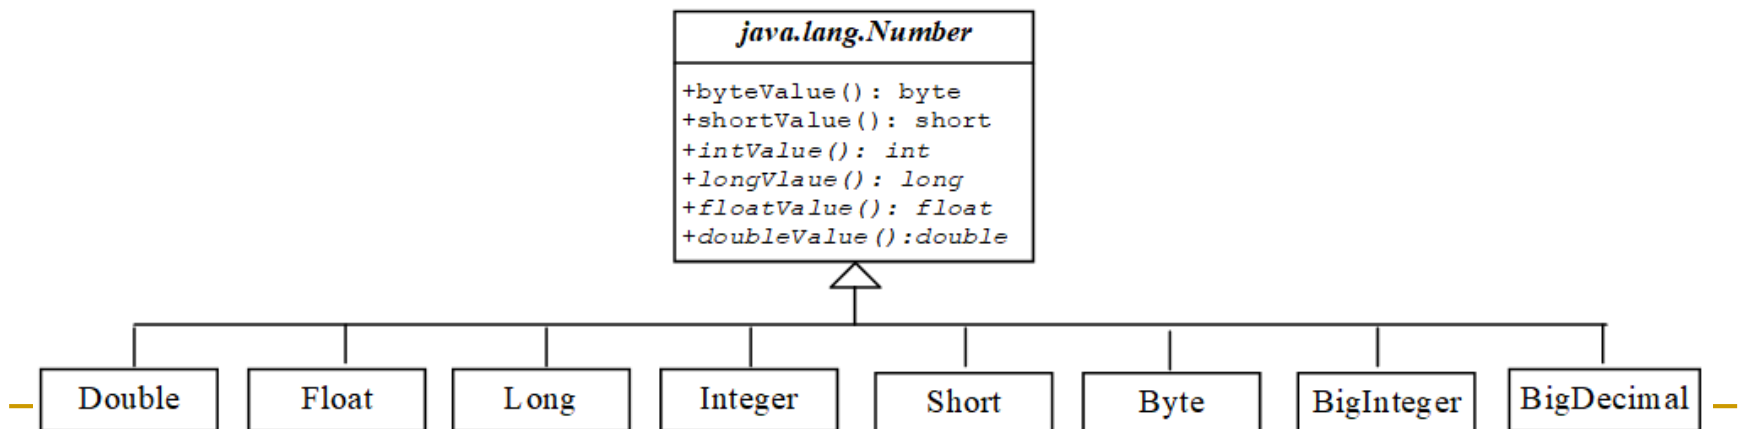 java.lang.Number
+byteValue(): byte
+shortValue(): short
+intValue(): int
+longVlaue(): long
+floatValue(): float
+doubleValue():double
Double Float Long Integer Short Byte BigInteger BigDecimal